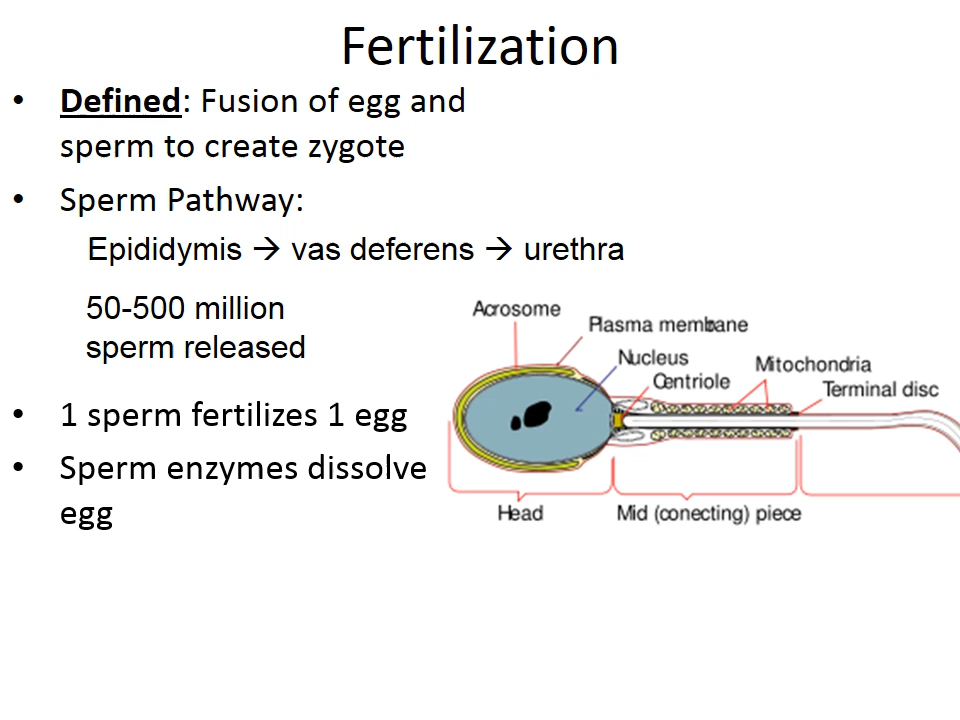 Fertilization
• Defined: Fusion of egg and
sperm to create zygote
• Sperm Pathway:
Epididymis → vas deferens → urethra
50-500 million
sperm released
• 1 sperm fertilizes 1 egg
• Sperm enzymes dissolve
egg
Acrosome
Plasma membrane
Nucleus
Centriole
Mitochondria
Terminal disc
Head
Mid (conecting) piece